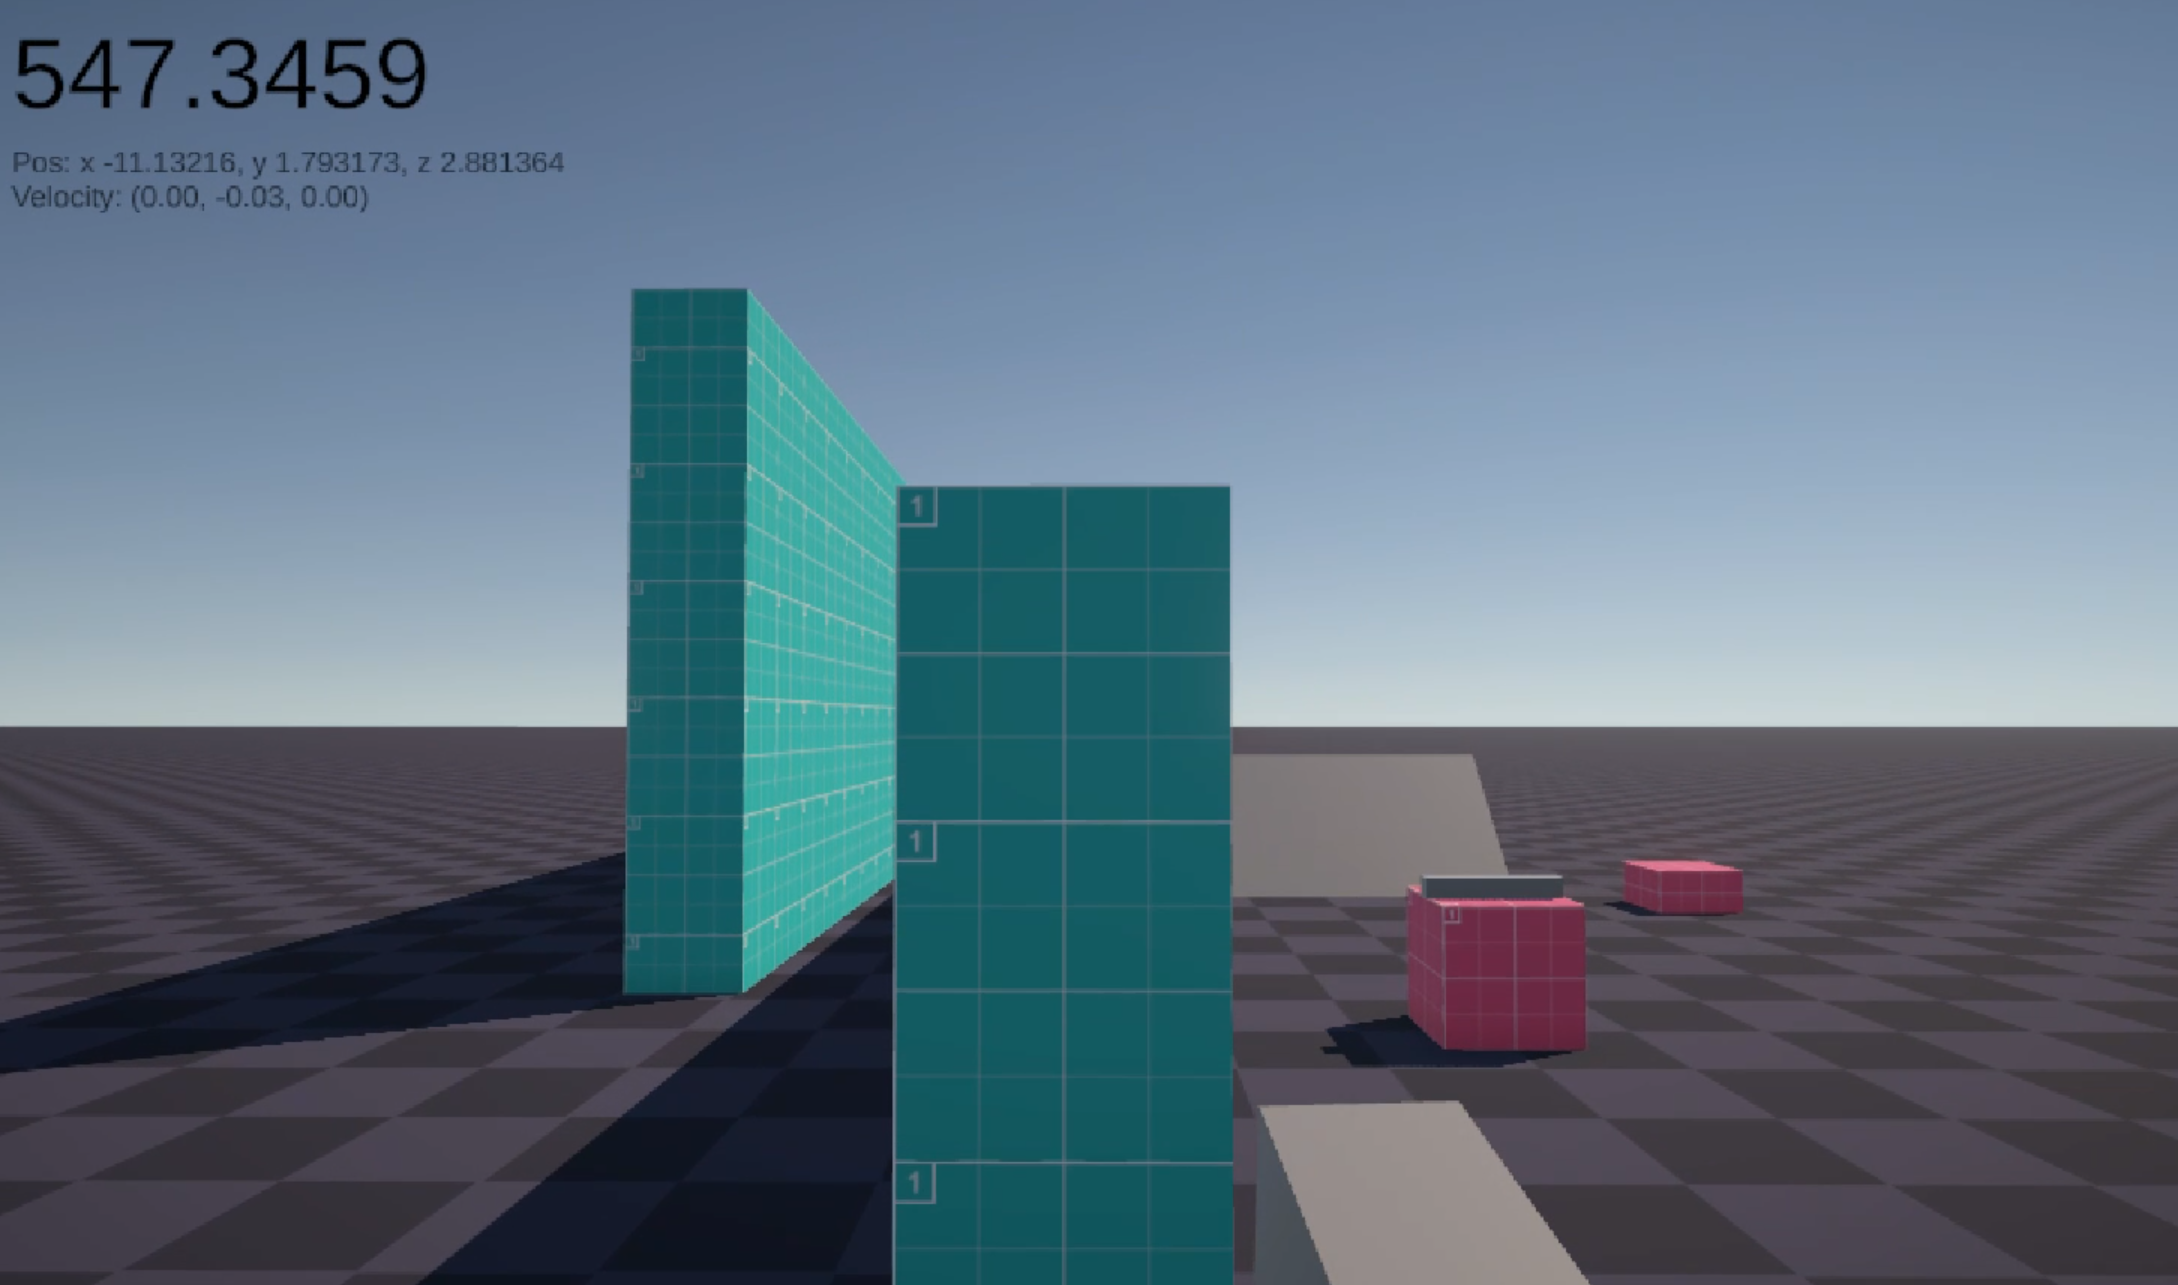 547.3459
Pos: x -11.13216, y 1.793173, z 2.881364
Velocity: (0.00, -0.03, 0.00)
1
1
1
1